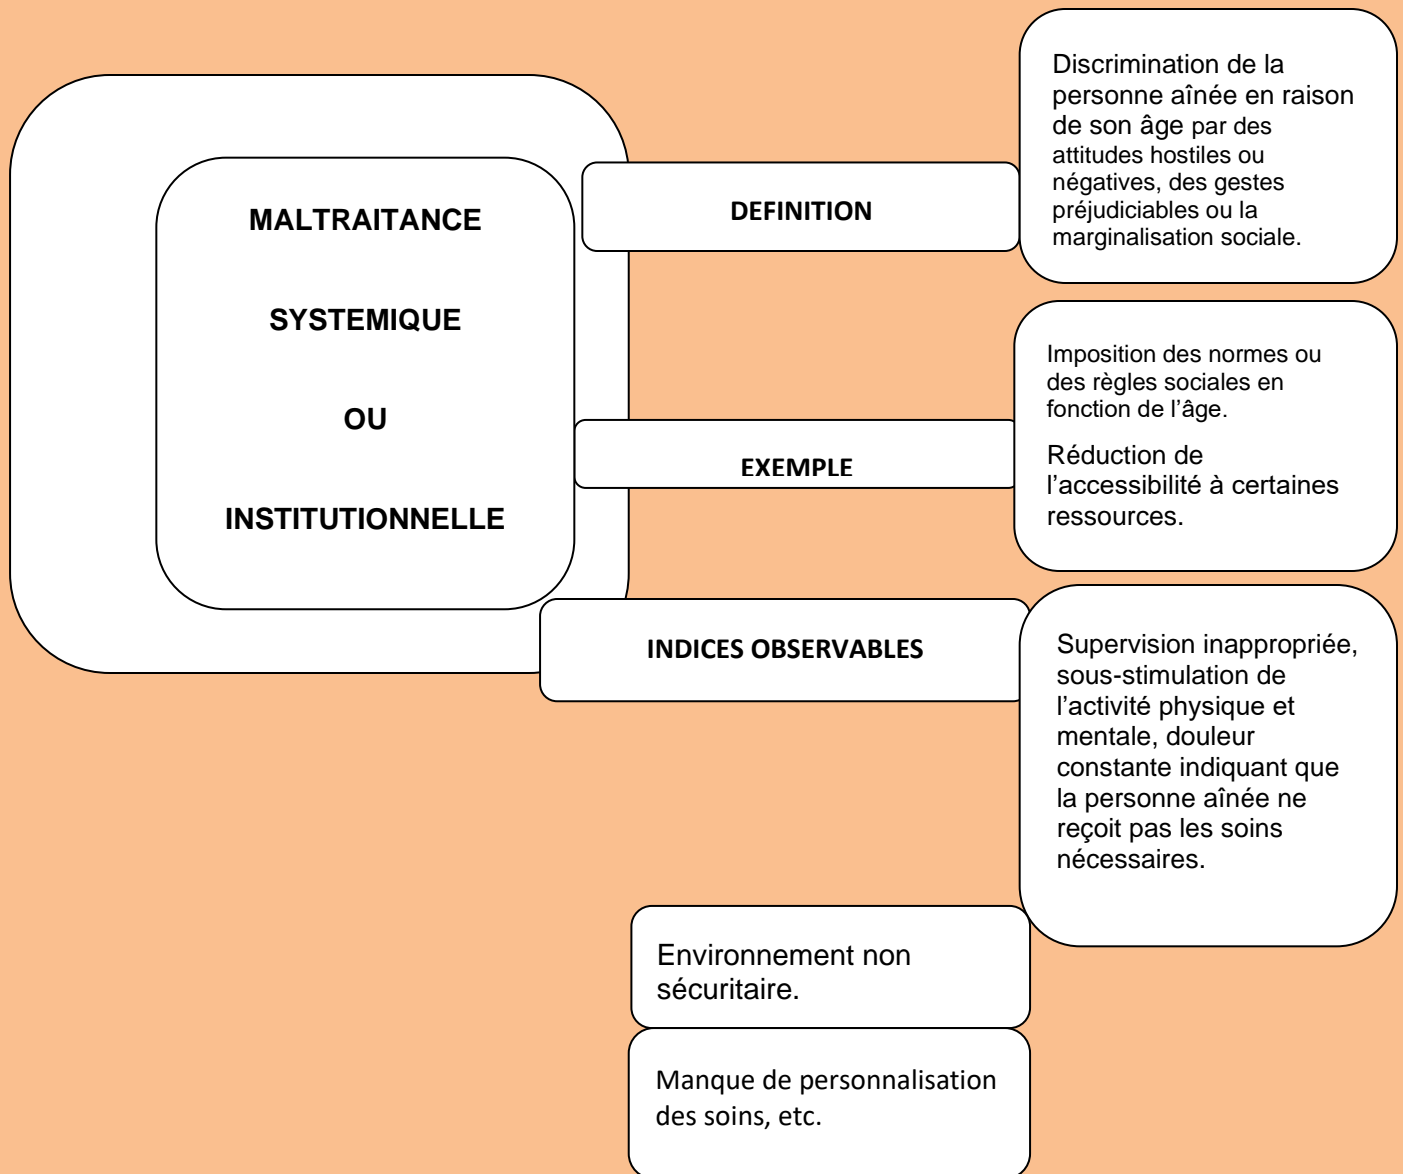 MALTRAITANCE
SYSTEMIQUE
OU
INSTITUTIONNELLE
DEFINITION
Discrimination de la
personne aînée en raison
de son âge par des
attitudes hostiles ou
négatives, des gestes
préjudiciables ou la
marginalisation sociale.
EXEMPLE
Imposition des normes ou
des règles sociales en
fonction de l’âge.
Réduction de
l’accessibilité à certaines
ressources.
INDICES OBSERVABLES
Supervision inappropriée,
sous-stimulation de
l’activité physique et
mentale, douleur
constante indiquant que
la personne aînée ne
reçoit pas les soins
nécessaires.
Environnement non
sécuritaire.
Manque de personnalisation
des soins, etc.